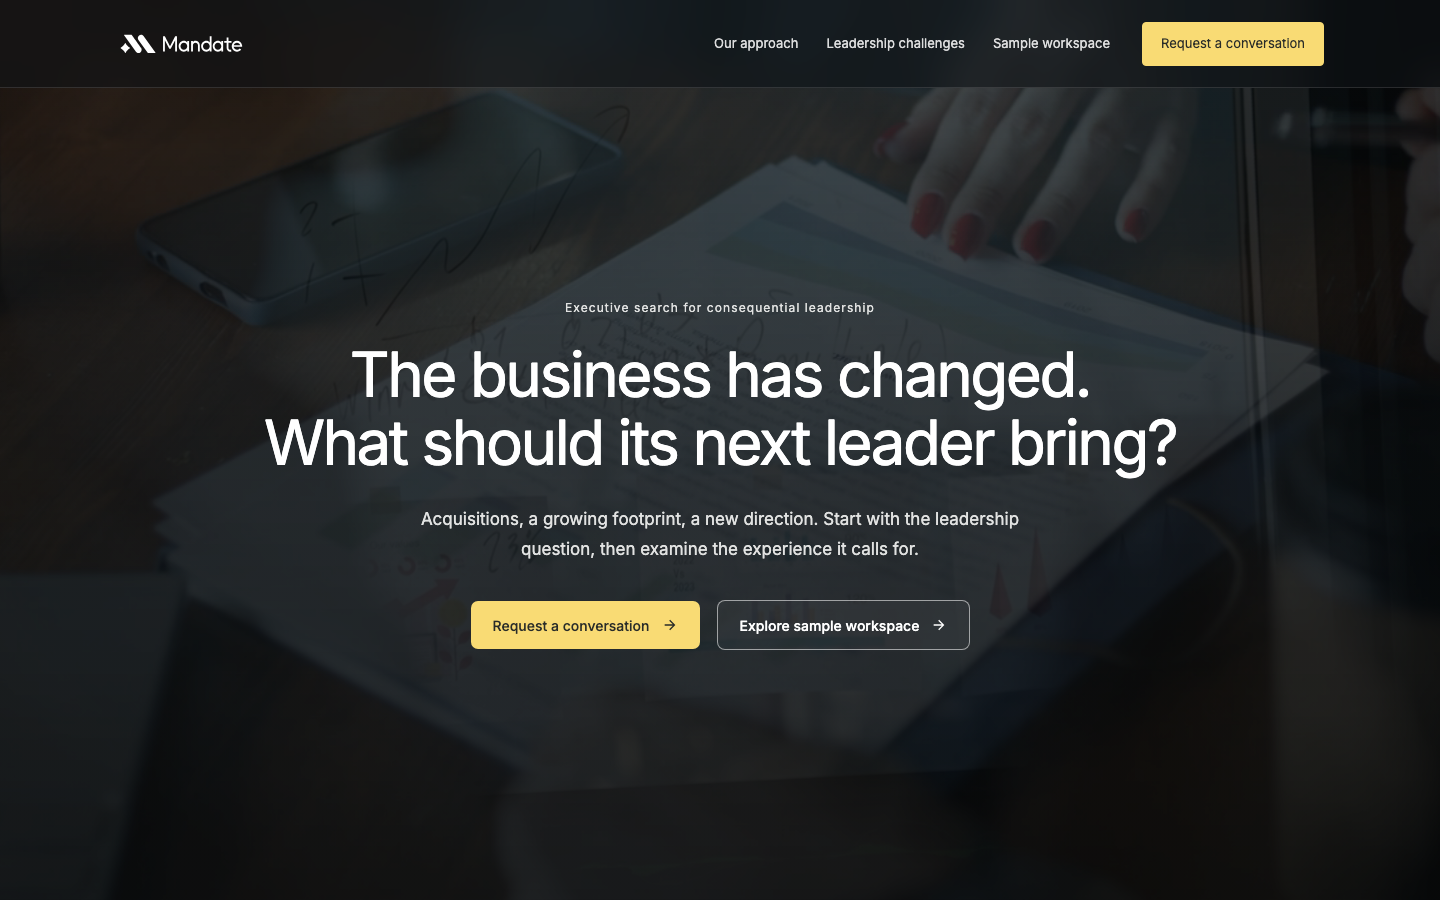 Mandate
Our approach
Leadership challenges
Sample workspace
Request a conversation
Executive search for consequential leadership
The business has changed.
What should its next leader bring?
Acquisitions, a growing footprint, a new direction. Start with the leadership
question, then examine the experience it calls for.
Request a conversation
Explore sample workspace